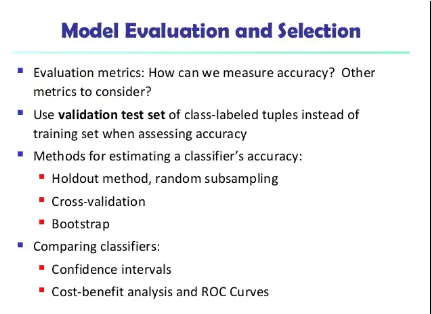 Model Evaluation and Selection
Evaluation metrics: How can we measure accuracy? Other
metrics to consider?
Use validation test set of class-labeled tuples instead of
training set when assessing accuracy
Methods for estimating a classifier's accuracy:
Holdout method, random subsampling
Cross-validation
Bootstrap
Comparing classifiers:
Confidence intervals
Cost-benefit analysis and ROC Curves